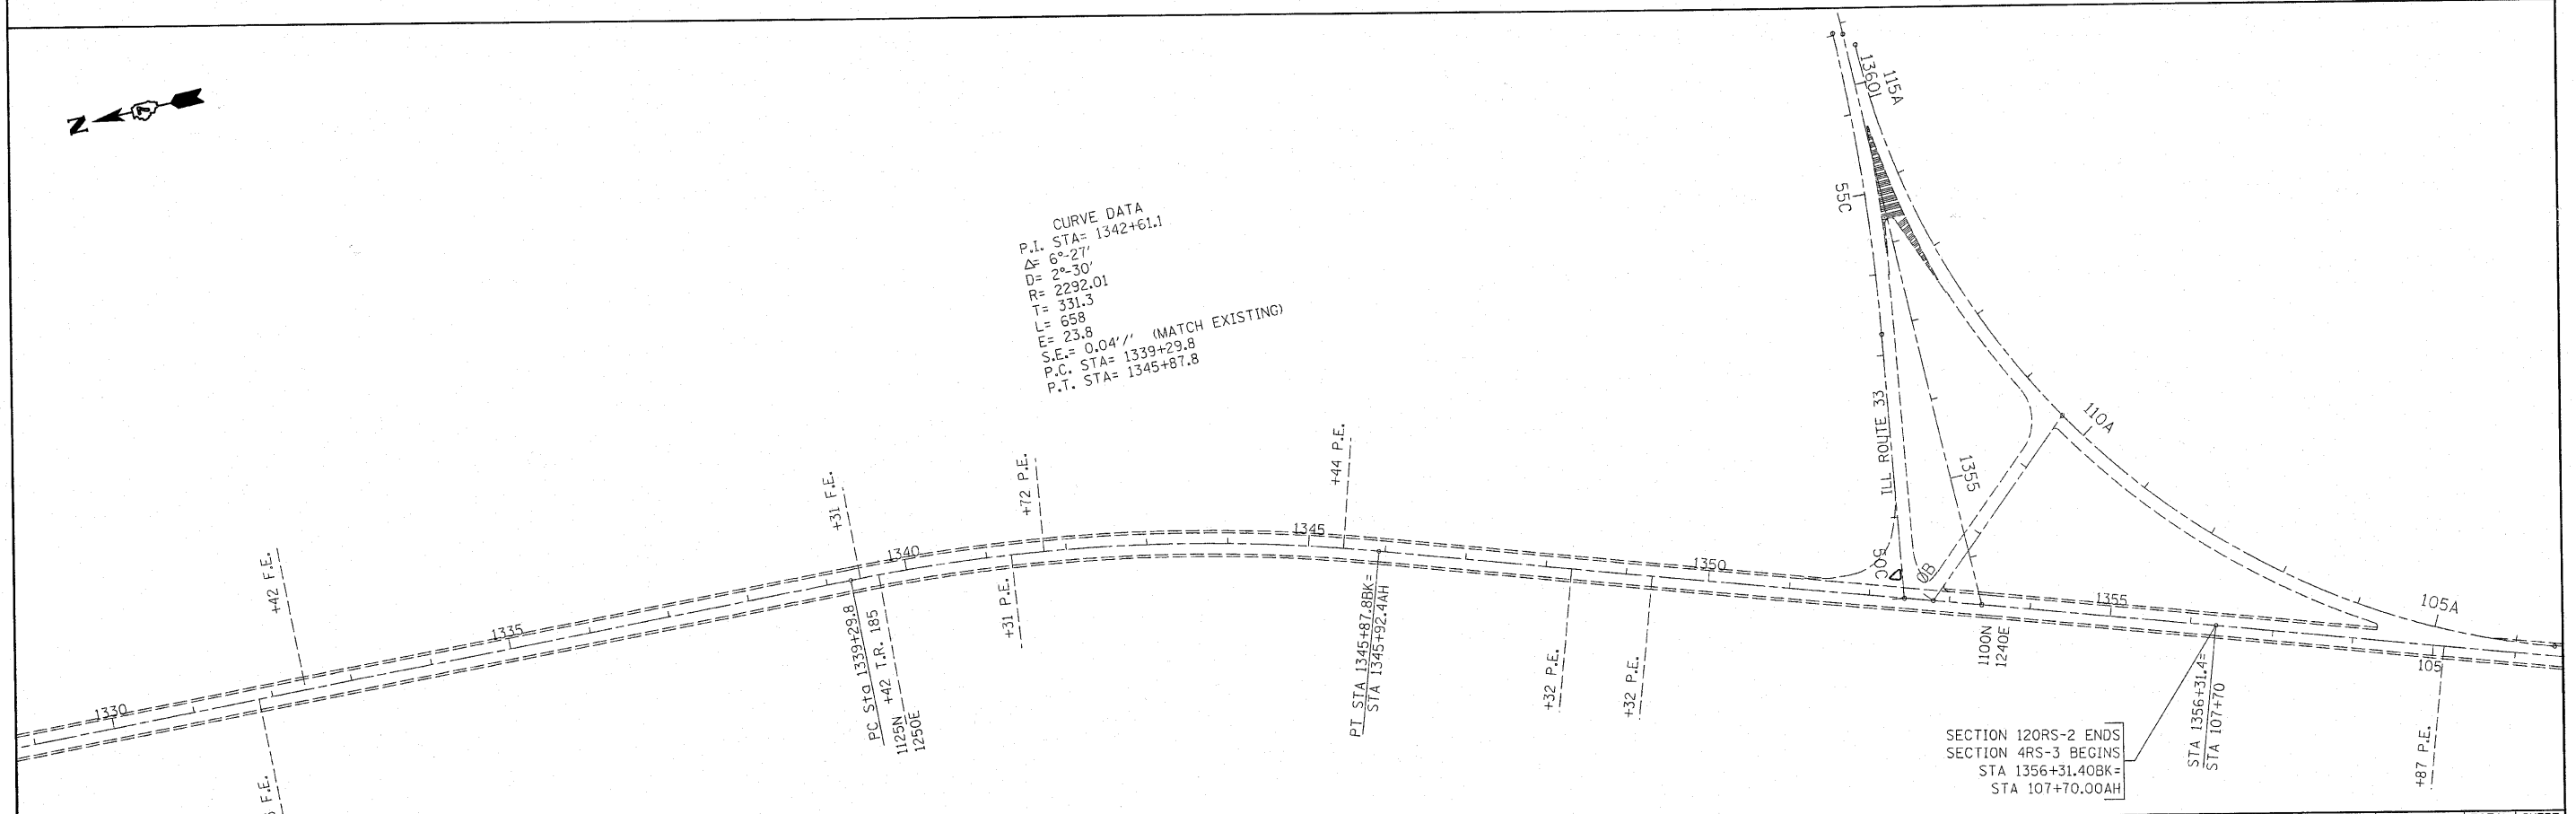 N
CURVE DATA
P.I. STA= 1342+61.1
Δ= 6°-27'
D= 2°-30'
R= 2292.01
T= 331.3
L= 658
E= 23.8
S.E.= 0.04'/' (MATCH EXISTING)
P.C. STA= 1339+29.8
P.T. STA= 1345+87.8
1360
115A
55C
ILL ROUTE 33
110A
1355
50C
0B
105A
+42 F.E.
+31 F.E.
+72 P.E.
+44 P.E.
1330
1335
1340
1345
1350
1355
105
F.E.
PC Sta 1339+29.8
+42 T.R. 185
1125N
1250E
+31 P.E.
PT STA 1345+87.8BK=
STA 1345+92.4AH
+32 P.E.
+32 P.E.
1100N
1240E
SECTION 120RS-2 ENDS
SECTION 4RS-3 BEGINS
STA 1356+31.40BK=
STA 107+70.00AH
STA 1356+31.4=
STA 107+70
+87 P.E.